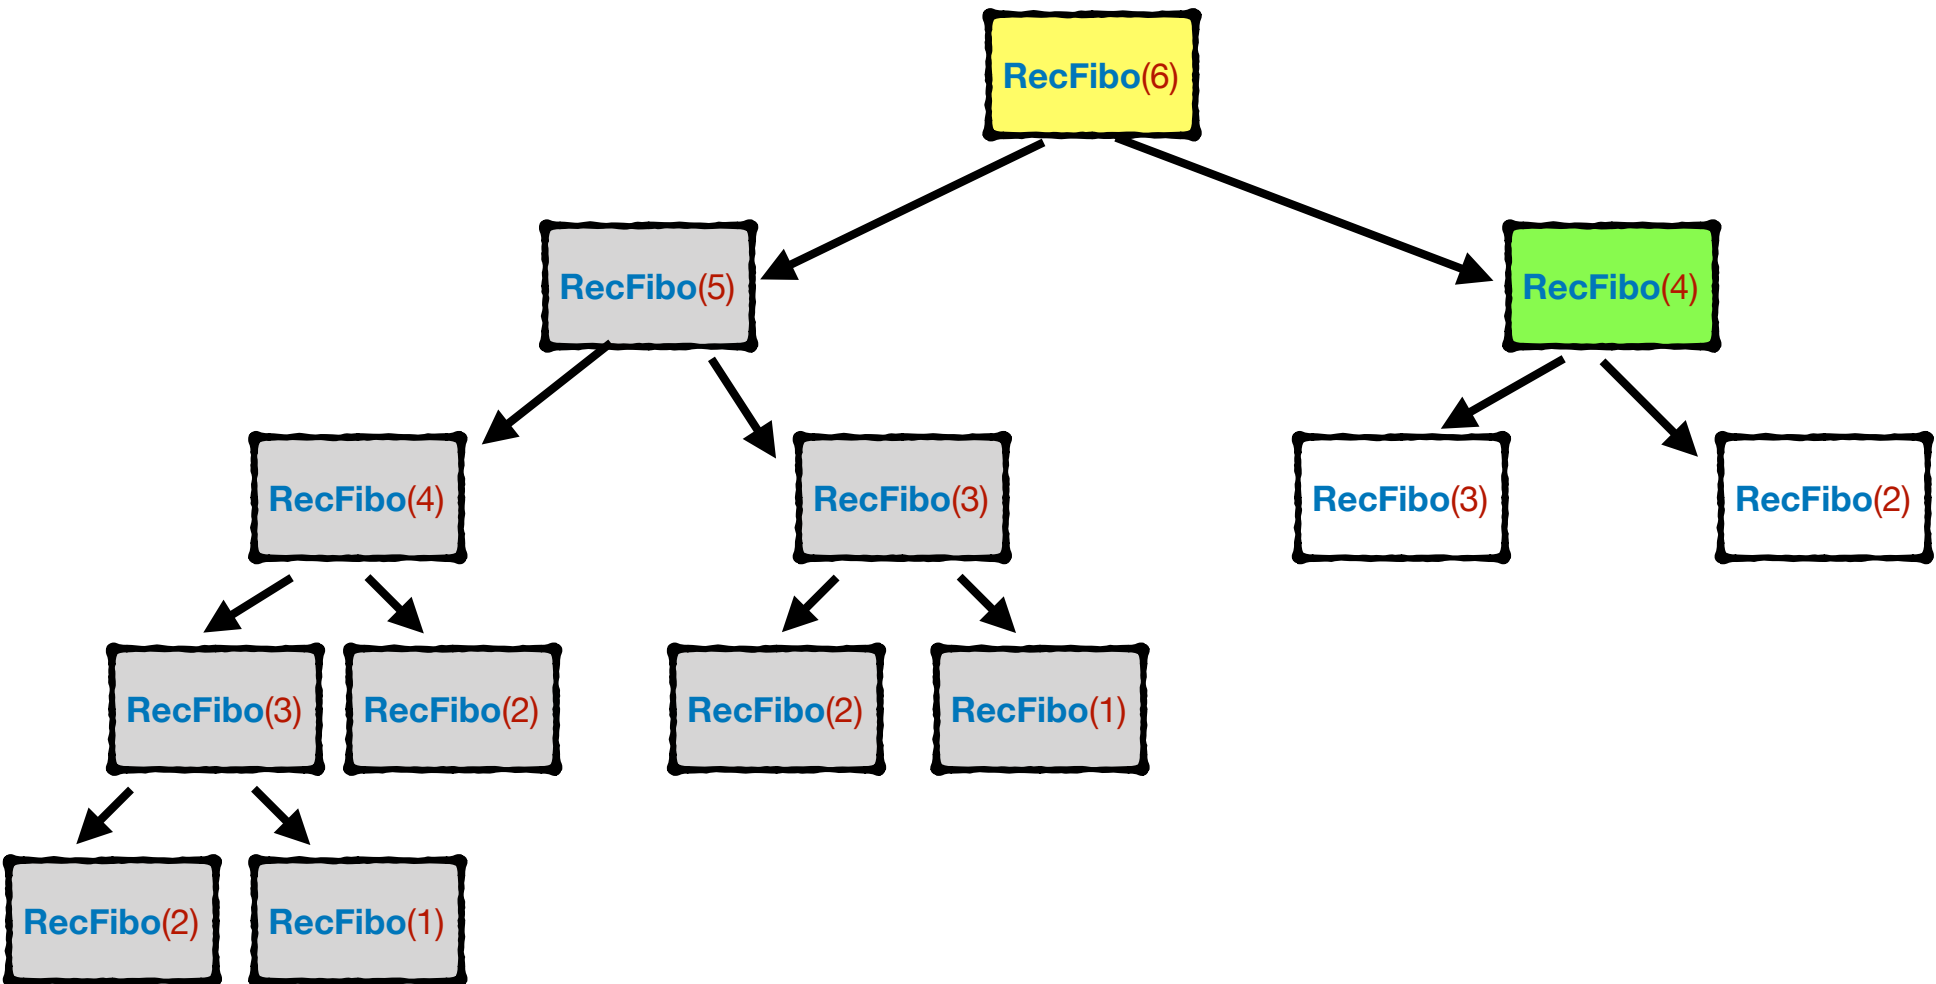 RecFibo(6)
RecFibo(5)
RecFibo(4)
RecFibo(4)
RecFibo(3)
RecFibo(3)
RecFibo(2)
RecFibo(3)
RecFibo(2)
RecFibo(2)
RecFibo(1)
RecFibo(2)
RecFibo(1)